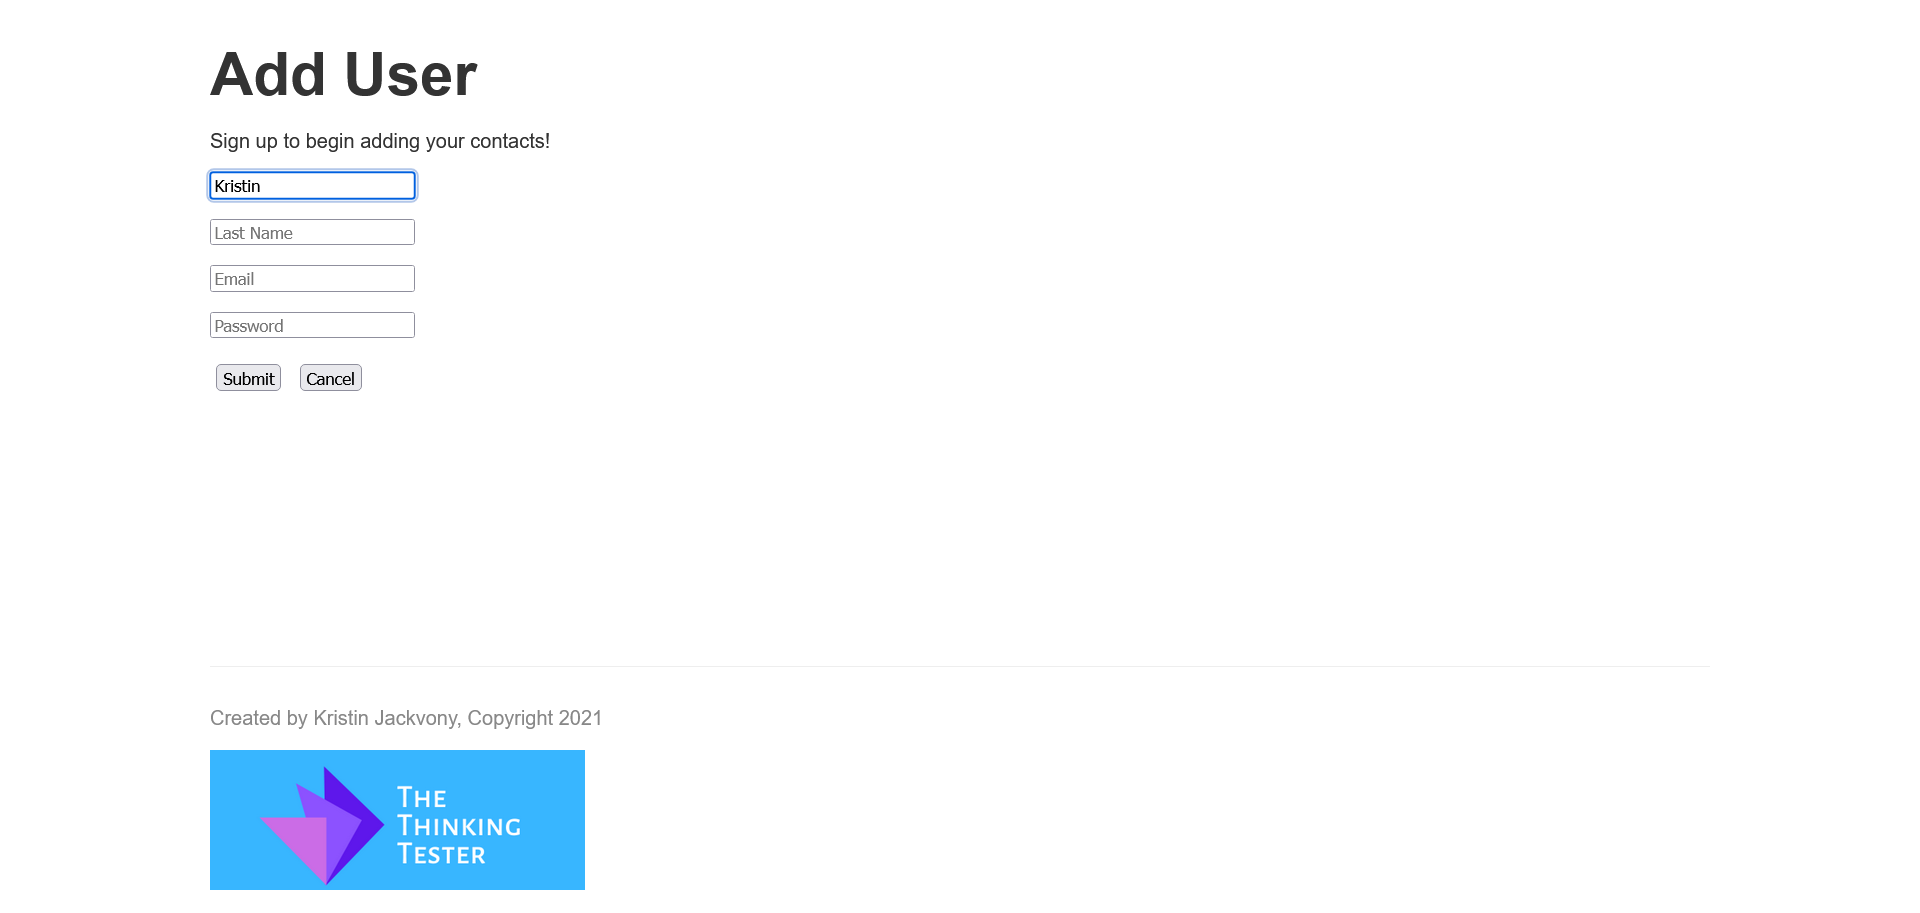 Add User
Sign up to begin adding your contacts!
Kristin
Last Name
Email
Password
Submit Cancel
Created by Kristin Jackvony, Copyright 2021
The
Thinking
Tester